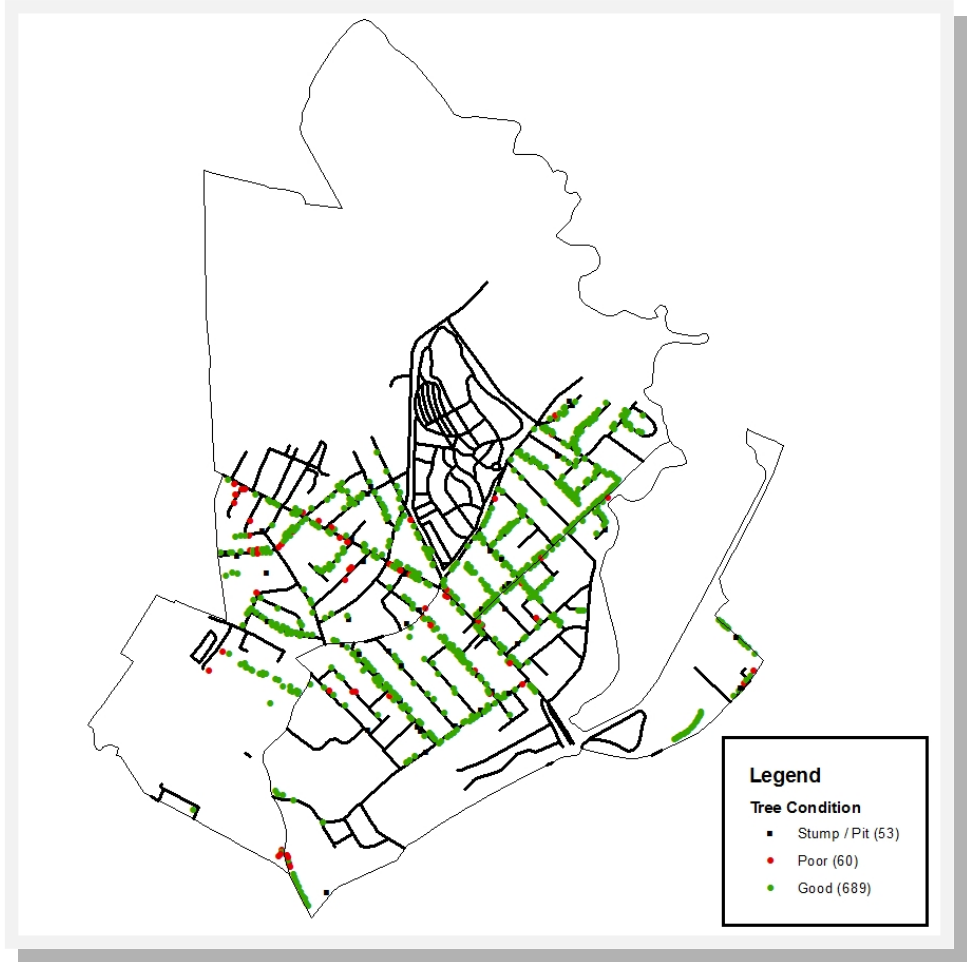 Legend
Tree Condition
Stump / Pit (53)
Poor (60)
Good (689)